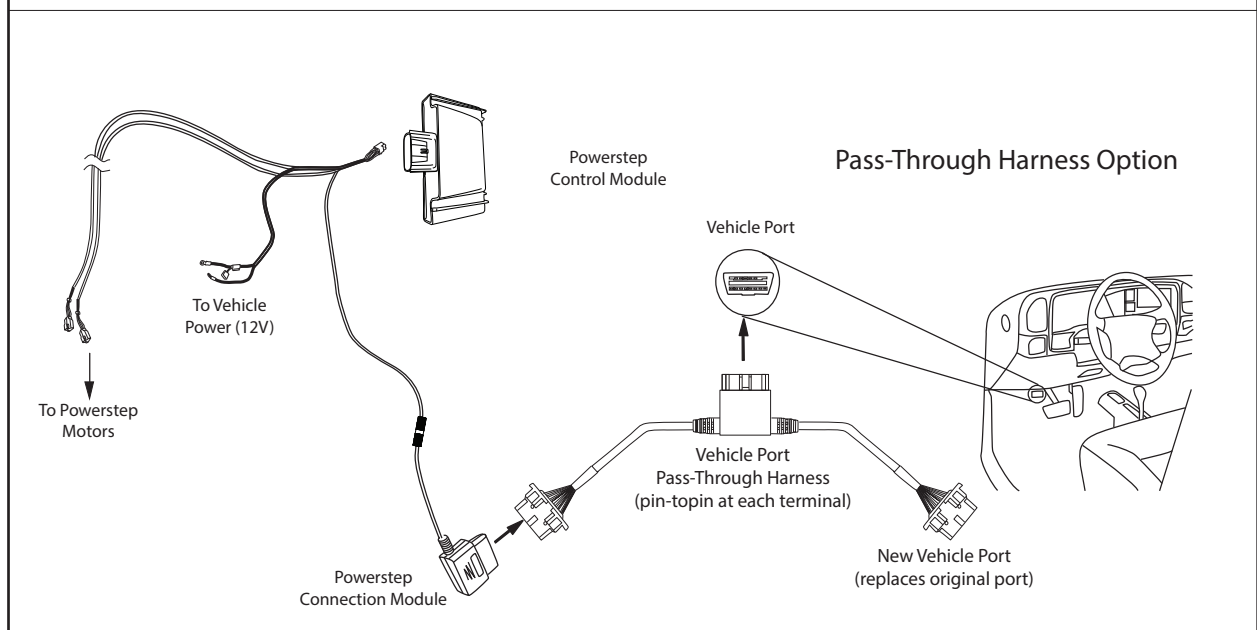 Pass-Through Harness Option
Powerstep
Control Module
Vehicle Port
To Vehicle
Power (12V)
To Powerstep
Motors
Vehicle Port
Pass-Through Harness
(pin-topin at each terminal)
New Vehicle Port
(replaces original port)
Powerstep
Connection Module